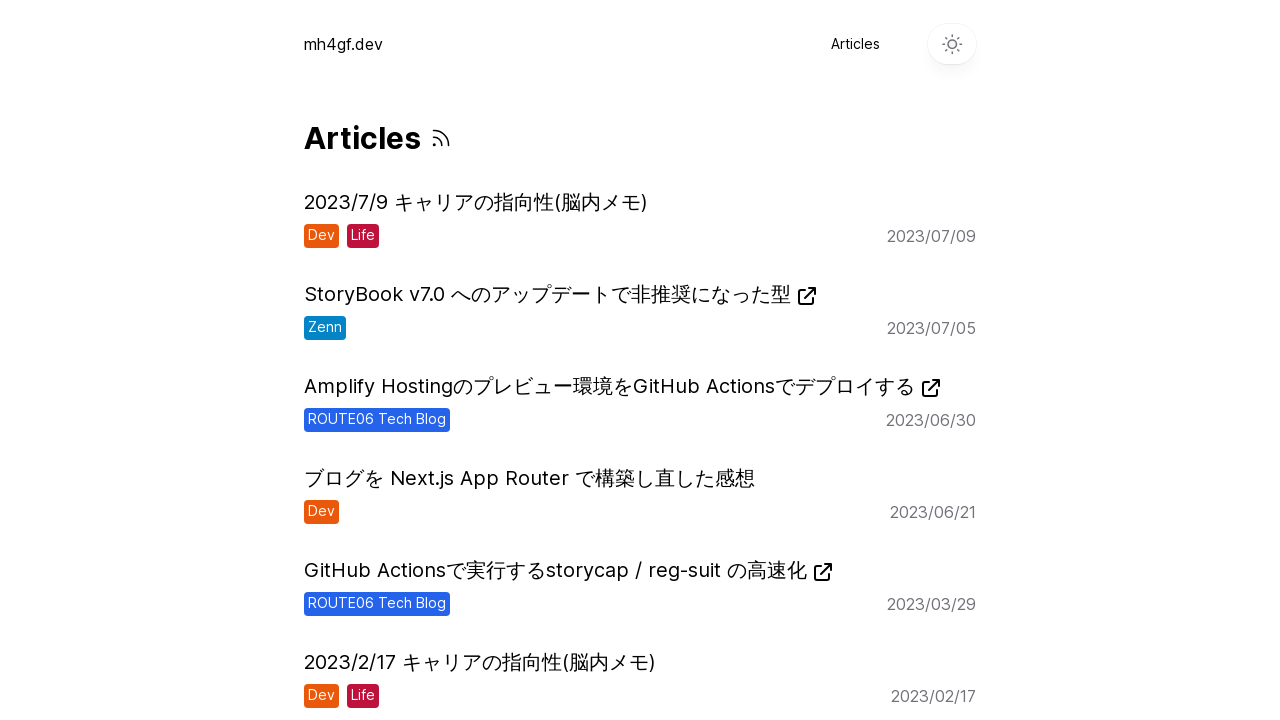 mh4gf.dev
Articles
Articles
2023/7/9 キャリアの指向性(脳内メモ)
Dev Life 2023/07/09
StoryBook v7.0 へのアップデートで非推奨になった型
Zenn 2023/07/05
Amplify Hostingのプレビュー環境をGitHub Actionsでデプロイする
ROUTE06 Tech Blog 2023/06/30
ブログを Next.js App Router で構築し直した感想
Dev 2023/06/21
GitHub Actionsで実行するstorycap / reg-suit の高速化
ROUTE06 Tech Blog 2023/03/29
2023/2/17 キャリアの指向性(脳内メモ)
Dev Life 2023/02/17